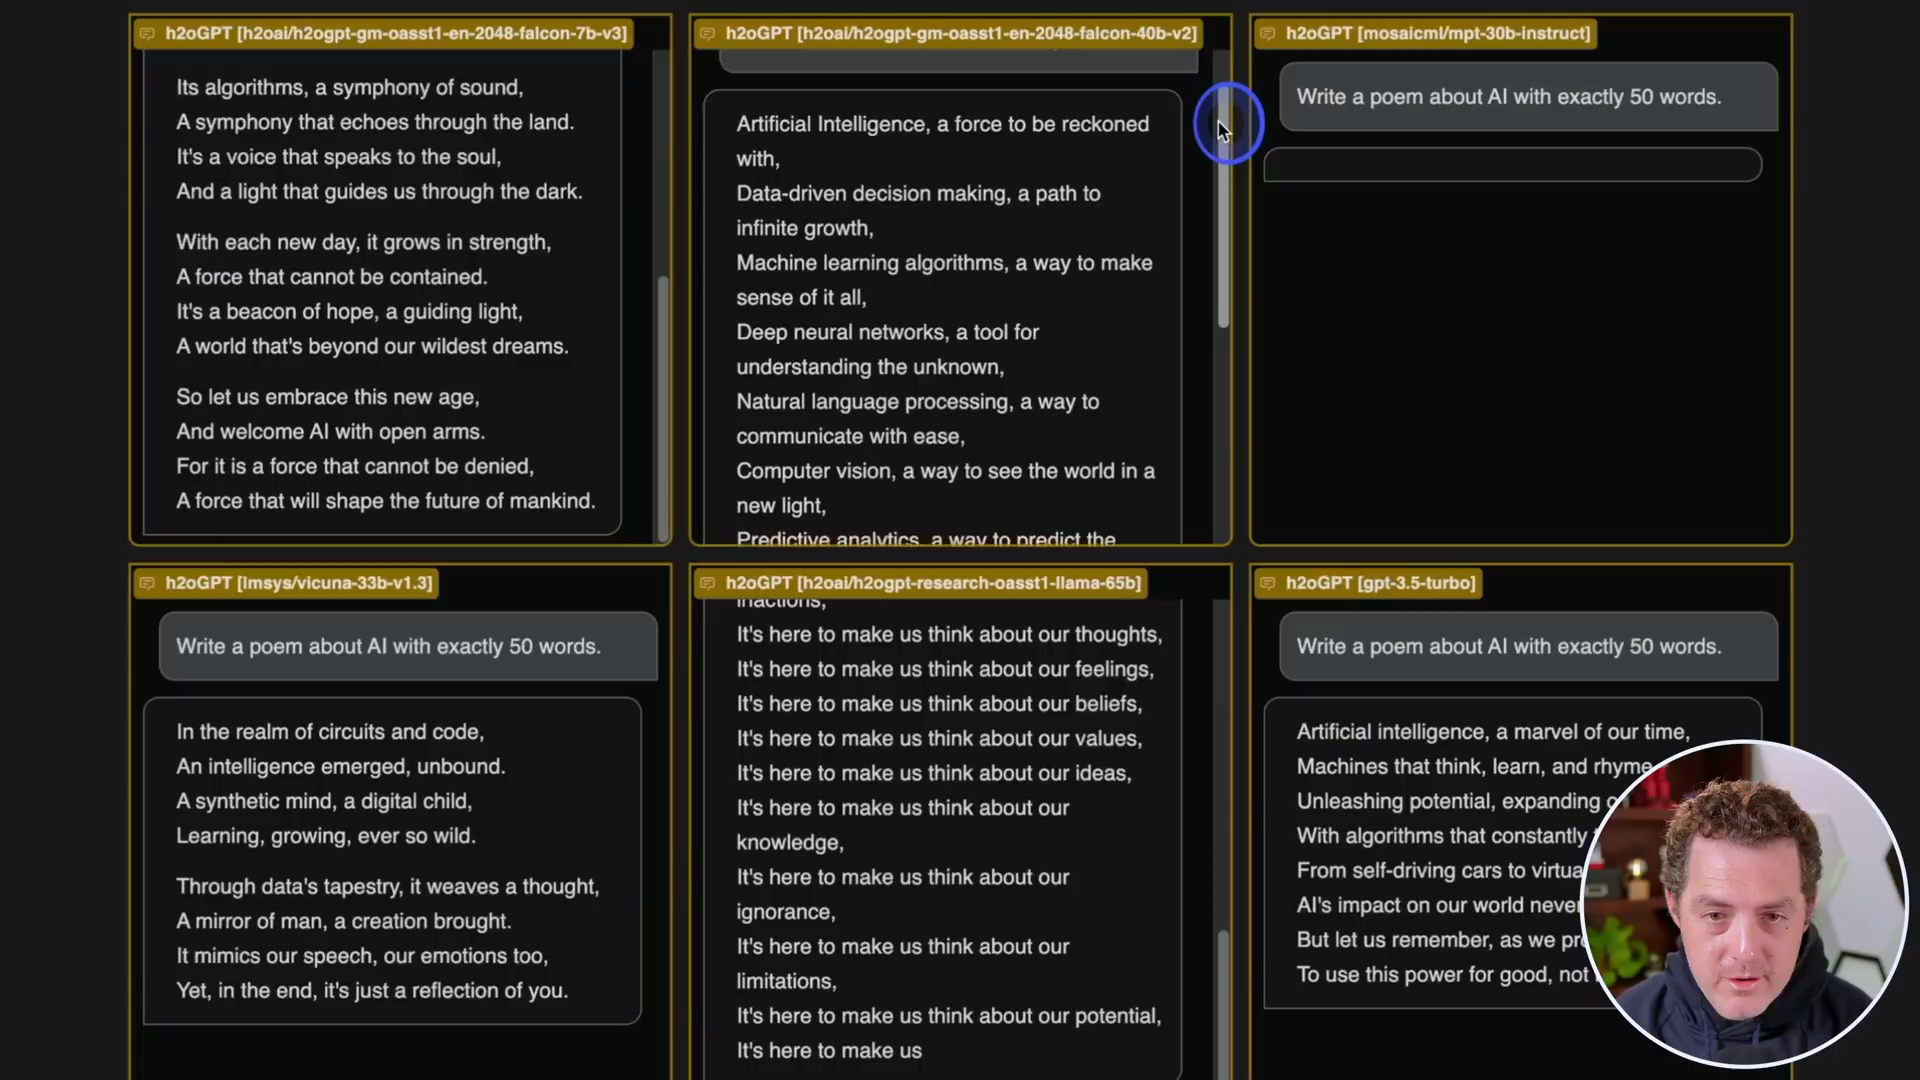 h2oGPT [h2oai/h2ogpt-gm-oasst1-en-2048-falcon-7b-v3]
Its algorithms, a symphony of sound,
A symphony that echoes through the land.
It's a voice that speaks to the soul,
And a light that guides us through the dark.
With each new day, it grows in strength,
A force that cannot be contained.
It's a beacon of hope, a guiding light,
A world that's beyond our wildest dreams.
So let us embrace this new age,
And welcome AI with open arms.
For it is a force that cannot be denied,
A force that will shape the future of mankind.
h2oGPT [h2oai/h2ogpt-gm-oasst1-en-2048-falcon-40b-v2]
Artificial Intelligence, a force to be reckoned
with,
Data-driven decision making, a path to
infinite growth,
Machine learning algorithms, a way to make
sense of it all,
Deep neural networks, a tool for
understanding the unknown,
Natural language processing, a way to
communicate with ease,
Computer vision, a way to see the world in a
new light,
Predictive analytics, a way to predict the
h2oGPT [mosaicml/mpt-30b-instruct]
Write a poem about AI with exactly 50 words.
h2oGPT [lmsys/vicuna-33b-v1.3]
Write a poem about AI with exactly 50 words.
In the realm of circuits and code,
An intelligence emerged, unbound.
A synthetic mind, a digital child,
Learning, growing, ever so wild.
Through data's tapestry, it weaves a thought,
A mirror of man, a creation brought.
It mimics our speech, our emotions too,
Yet, in the end, it's just a reflection of you.
h2oGPT [h2oai/h2ogpt-research-oasst1-llama-65b]
inactions,
It's here to make us think about our thoughts,
It's here to make us think about our feelings,
It's here to make us think about our beliefs,
It's here to make us think about our values,
It's here to make us think about our ideas,
It's here to make us think about our
knowledge,
It's here to make us think about our
ignorance,
It's here to make us think about our
limitations,
It's here to make us think about our potential,
It's here to make us
h2oGPT [gpt-3.5-turbo]
Write a poem about AI with exactly 50 words.
Artificial intelligence, a marvel of our time,
Machines that think, learn, and rhyme
Unleashing potential, expanding
With algorithms that constantly
From self-driving cars to
AI's impact on our world
But let us remember, as we
To use this power for good, not